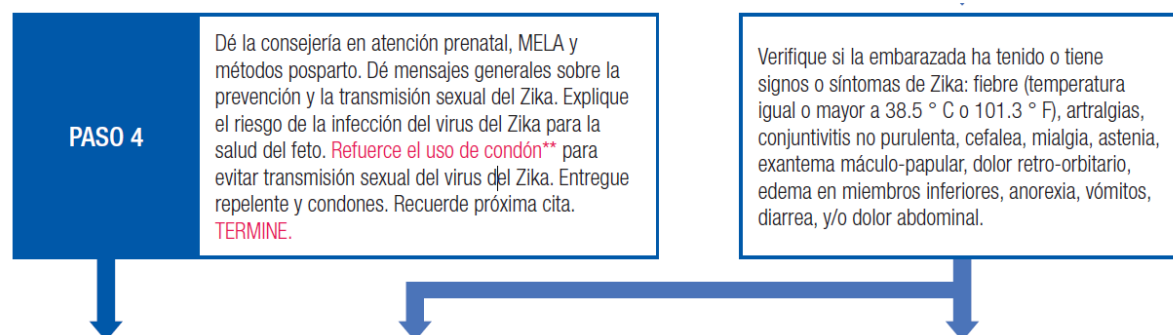 PASO 4
Dé la consejería en atención prenatal, MELA y
métodos posparto. Dé mensajes generales sobre la
prevención y la transmisión sexual del Zika. Explique
el riesgo de la infección del virus del Zika para la
salud del feto. Refuerce el uso de condón** para
evitar transmisión sexual del virus del Zika. Entregue
repelente y condones. Recuerde próxima cita.
TERMINE.
Verifique si la embarazada ha tenido o tiene
signos o síntomas de Zika: fiebre (temperatura
igual o mayor a 38.5 ° C o 101.3 ° F), artralgias,
conjuntivitis no purulenta, cefalea, mialgia, astenia,
exantema máculo-papular, dolor retro-orbitario,
edema en miembros inferiores, anorexia, vómitos,
diarrea, y/o dolor abdominal.